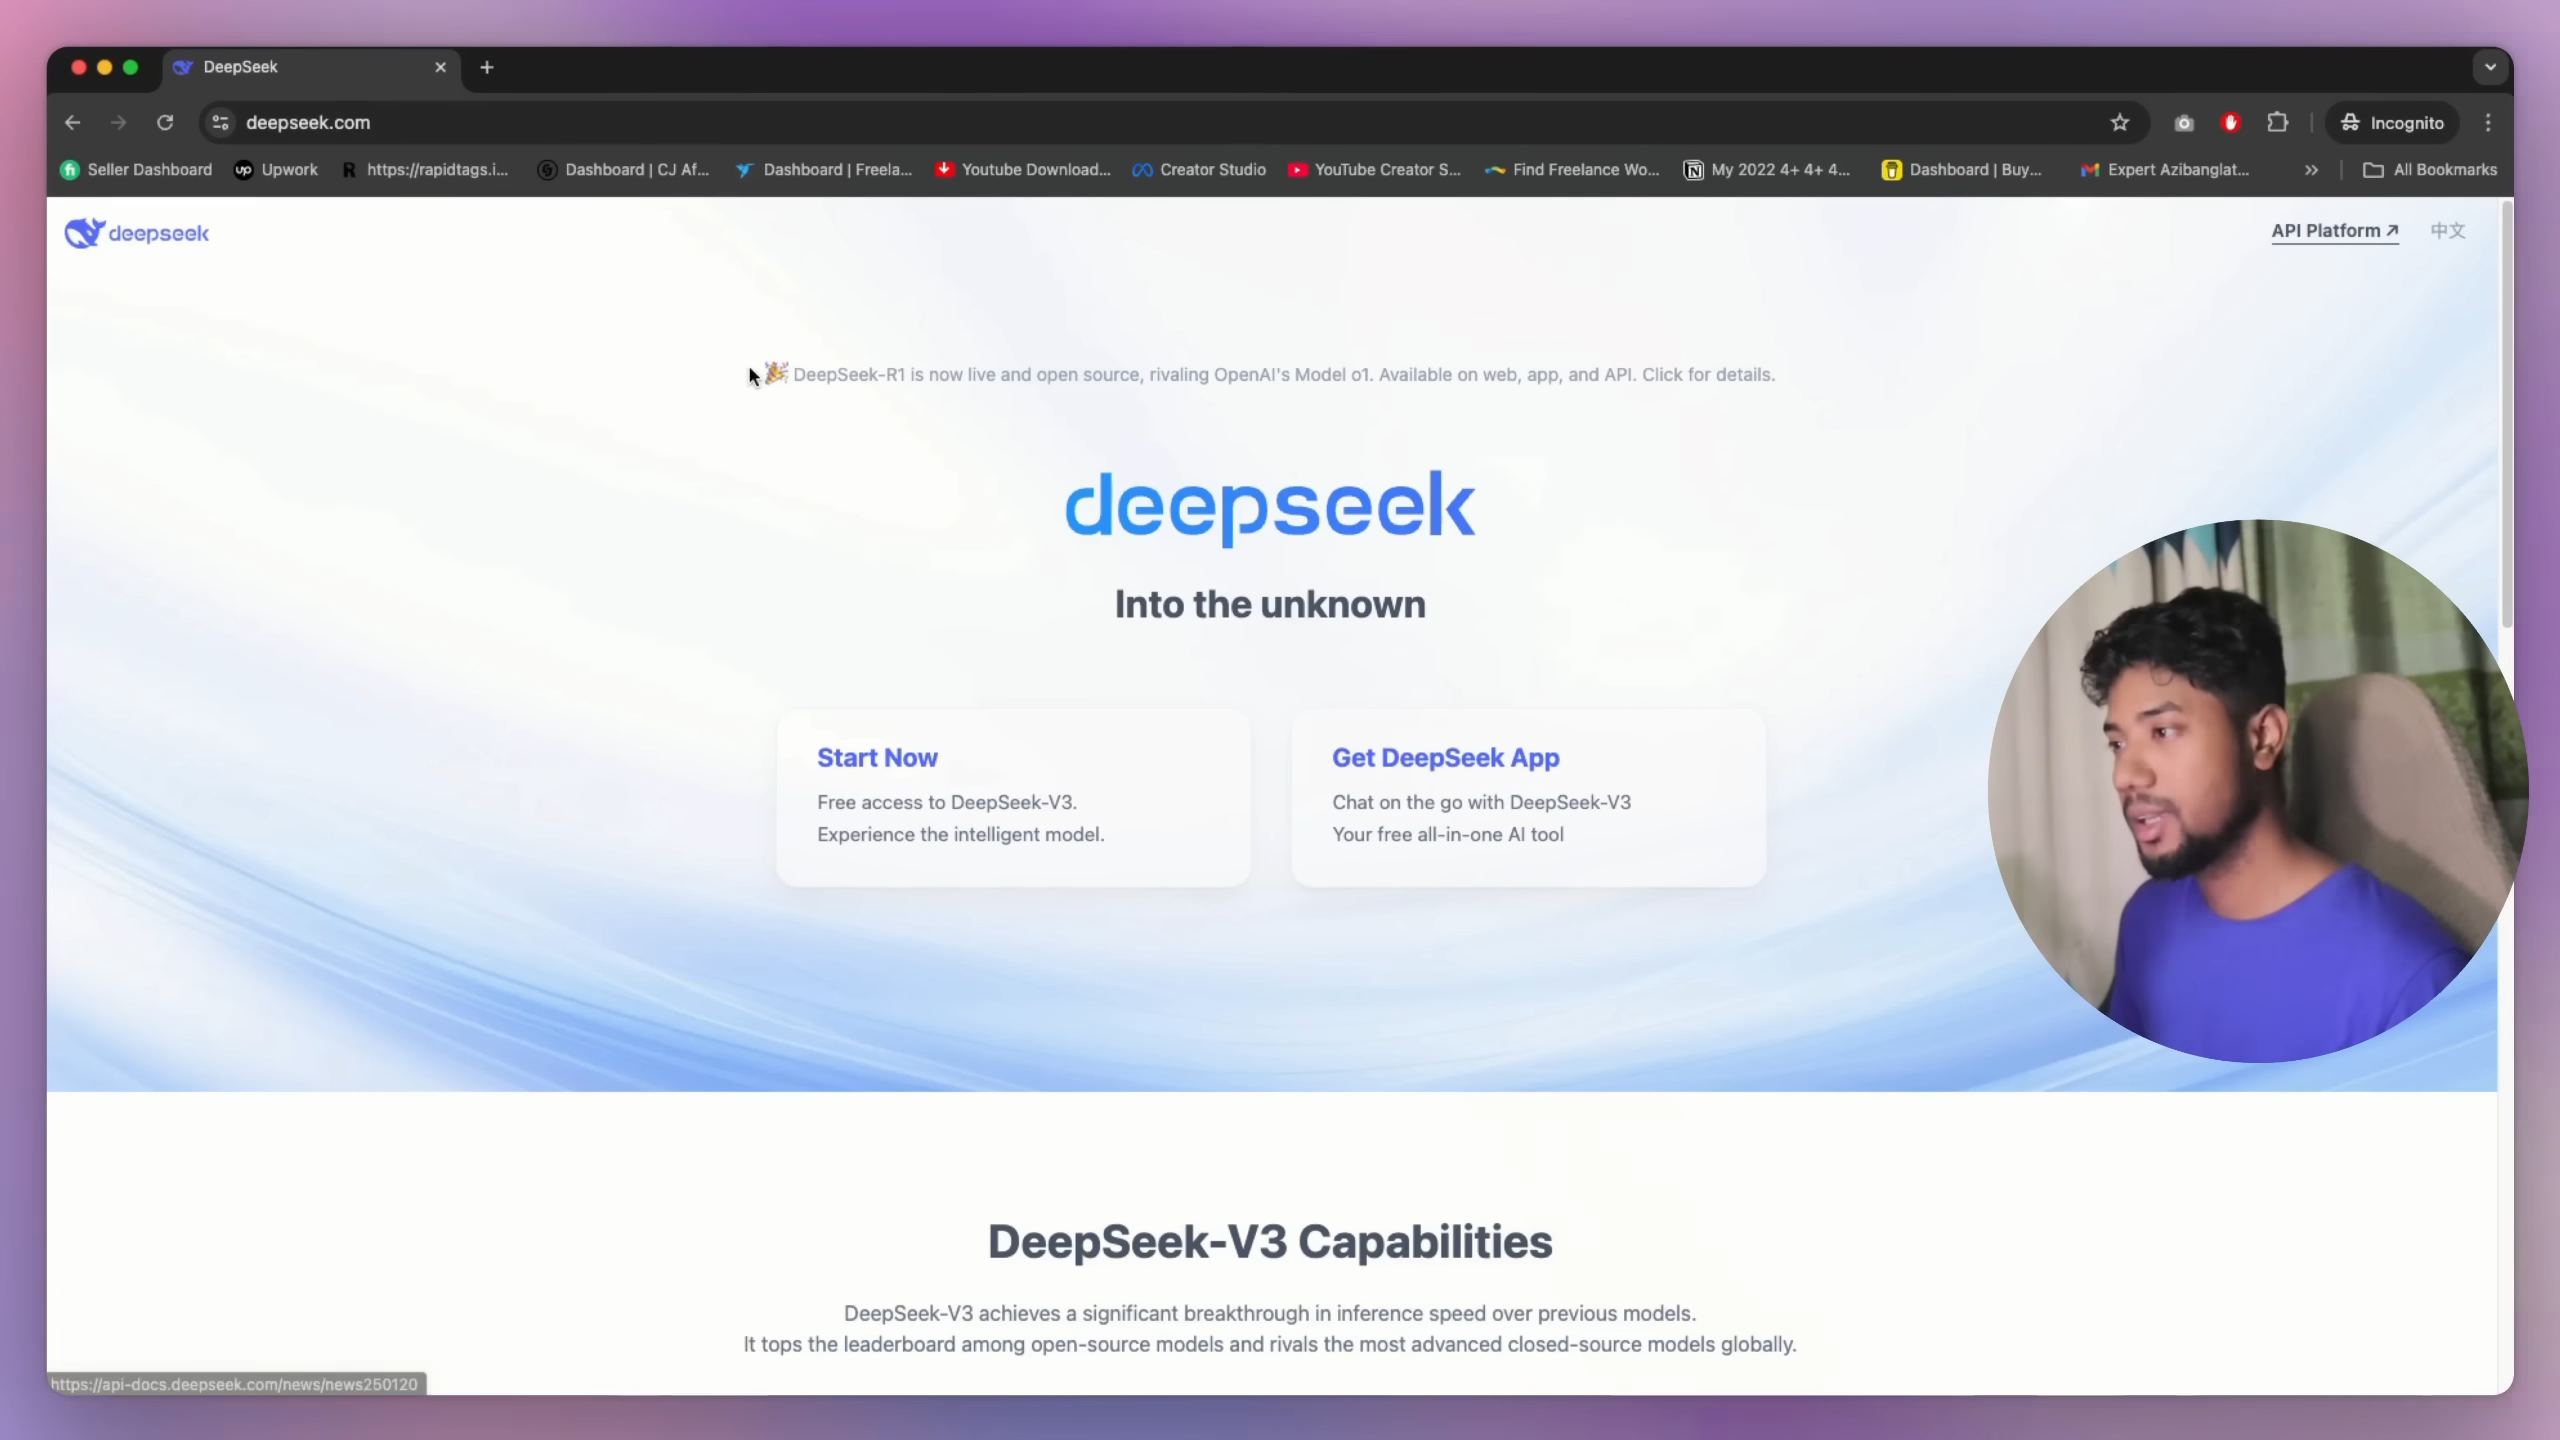 DeepSeek
deepseek.com
Incognito
Seller Dashboard
up Upwork
R https://rapidtags.i...
Dashboard | CJ Af...
Dashboard | Freela...
Youtube Download...
Creator Studio
YouTube Creator S...
Find Freelance Wo...
My 2022 4+ 4+ 4...
Dashboard | Buy...
Expert Azibanglat...
All Bookmarks
deepseek
API Platform
中文
DeepSeek-R1 is now live and open source, rivaling OpenAI's Model o1. Available on web, app, and API. Click for details.
deepseek
Into the unknown
Start Now
Free access to DeepSeek-V3.
Experience the intelligent model.
Get DeepSeek App
Chat on the go with DeepSeek-V3
Your free all-in-one AI tool
DeepSeek-V3 Capabilities
DeepSeek-V3 achieves a significant breakthrough in inference speed over previous models.
It tops the leaderboard among open-source models and rivals the most advanced closed-source models globally.
https://api-docs.deepseek.com/news/news250120